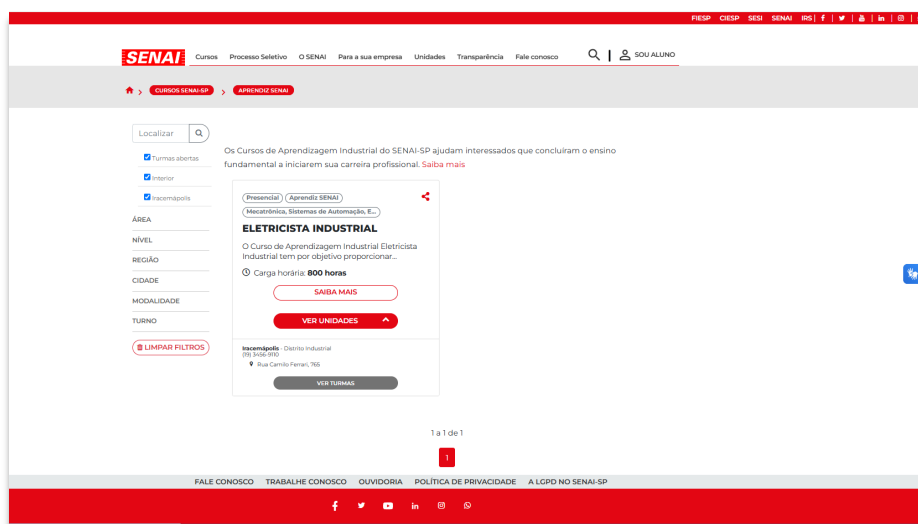 FIESP CIESP SESI SENAI IRS
SENAI Cursos Processo Seletivo O SENAI Para a sua empresa Unidades Transparência Fale conosco SOU ALUNO
CURSOS SENAI-SP APRENDIZ SENAI
Localizar
Turmas abertas
Interior
Iracemápolis
ÁREA
NÍVEL
REGIÃO
CIDADE
MODALIDADE
TURNO
LIMPAR FILTROS
Os Cursos de Aprendizagem Industrial do SENAI-SP ajudam interessados que concluíram o ensino
fundamental a iniciarem sua carreira profissional. Saiba mais
Presencial Aprendiz SENAI
Mecatrônica, Sistemas de Automação, E...
ELETRICISTA INDUSTRIAL
O Curso de Aprendizagem Industrial Eletricista
Industrial tem por objetivo proporcionar...
Carga horária: 800 horas
SAIBA MAIS
VER UNIDADES
Iracemápolis - Distrito Industrial
(19) 3456-9110
Rua Camilo Ferrari, 765
VER TURMAS
1 a 1 de 1
1
FALE CONOSCO TRABALHE CONOSCO OUVIDORIA POLÍTICA DE PRIVACIDADE A LGPD NO SENAI-SP